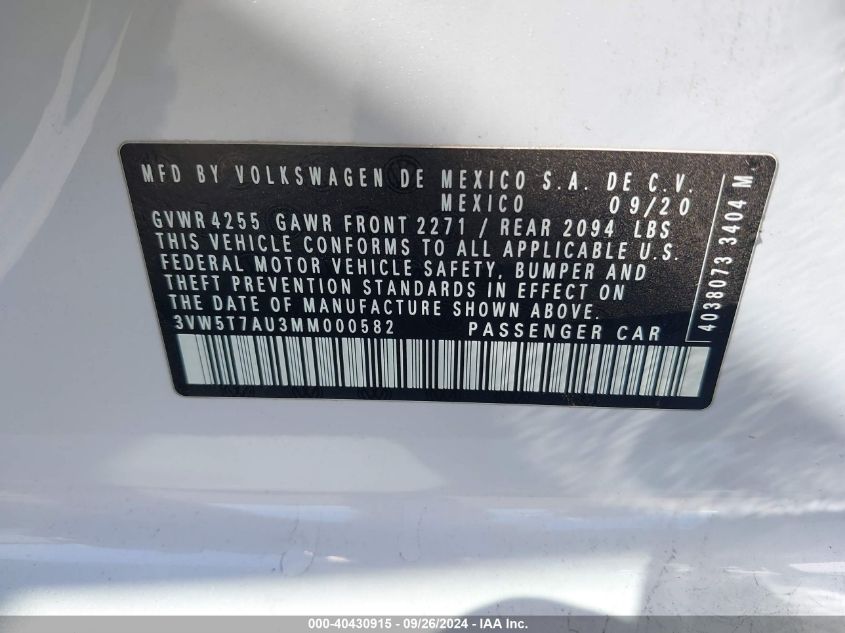 MFD BY VOLKSWAGEN DE MEXICO S.A. DE C.V.
MEXICO 09/20
GVWR 4255 GAWR FRONT 2271 / REAR 2094 LBS
THIS VEHICLE CONFORMS TO ALL APPLICABLE U.S.
FEDERAL MOTOR VEHICLE SAFETY, BUMPER AND
THEFT PREVENTION STANDARDS IN EFFECT ON
THE DATE OF MANUFACTURE SHOWN ABOVE.
3VW5T7AU3MM000582 PASSENGER CAR
4038073 3404 M
000-40430915 - 09/26/2024 - IAA Inc.